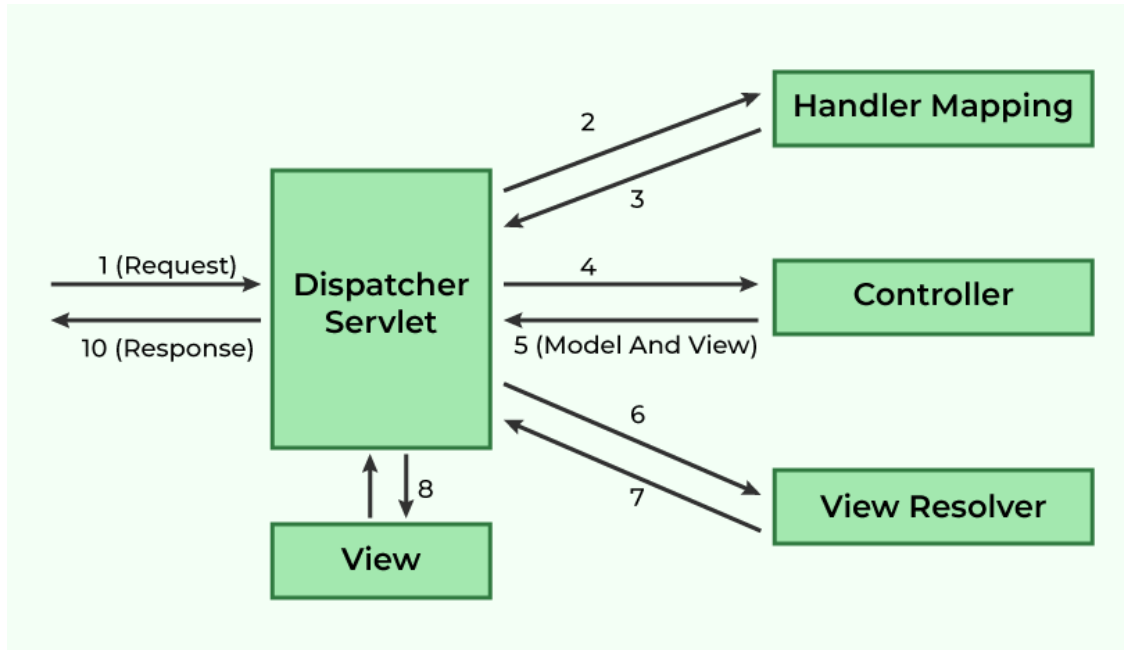 2
Handler Mapping
3
1 (Request)
10 (Response)
Dispatcher
Servlet
4
Controller
5 (Model And View)
6
7
View Resolver
8
View